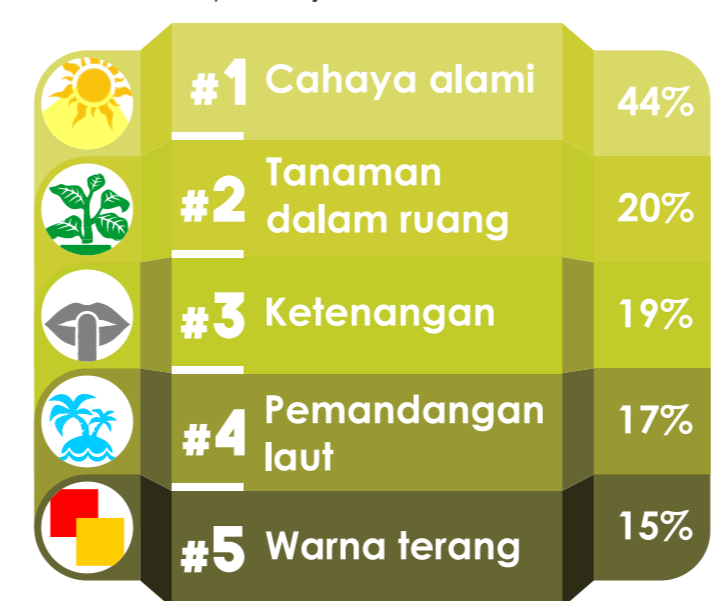 #1 Cahaya alami 44%
#2 Tanaman
dalam ruang 20%
#3 Ketenangan 19%
#4 Pemandangan
laut 17%
#5 Warna terang 15%